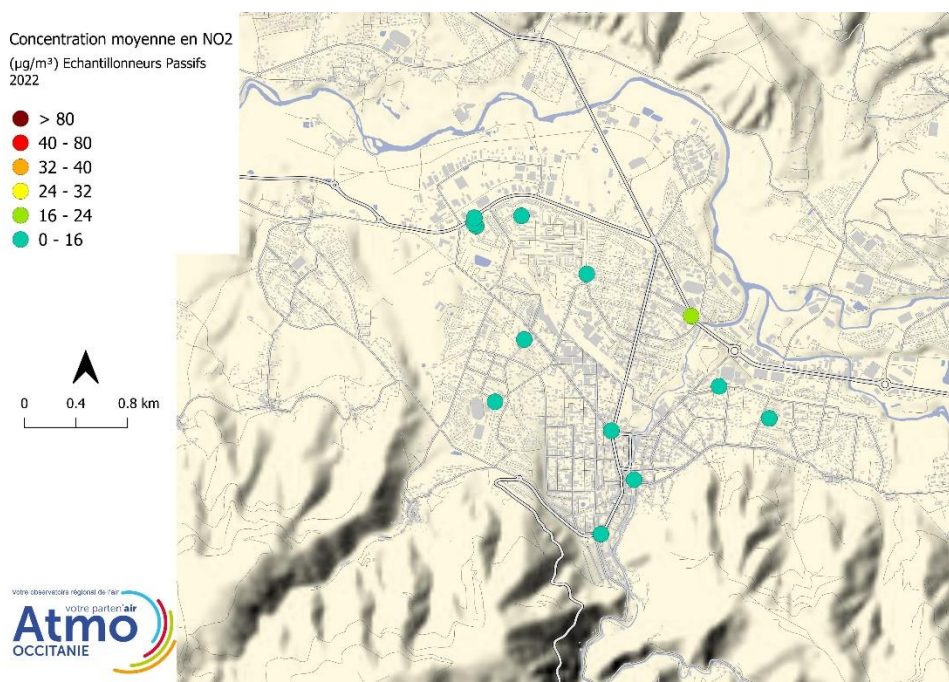 Concentration moyenne en NO2
(µg/m³) Echantillonneurs Passifs
2022
> 80
40 - 80
32 - 40
24 - 32
16 - 24
0 - 16
0 0.4 0.8 km
Votre observatoire régional de l'air
votre parten'air
Atmo
OCCITANIE